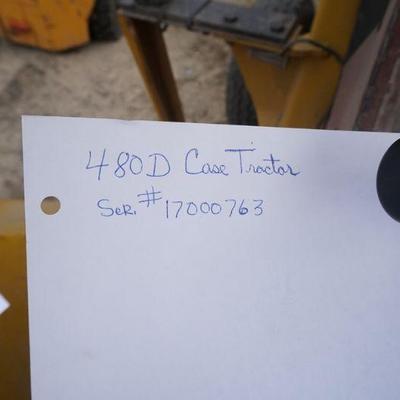 480D Case Tractor
Ser. # 17000763